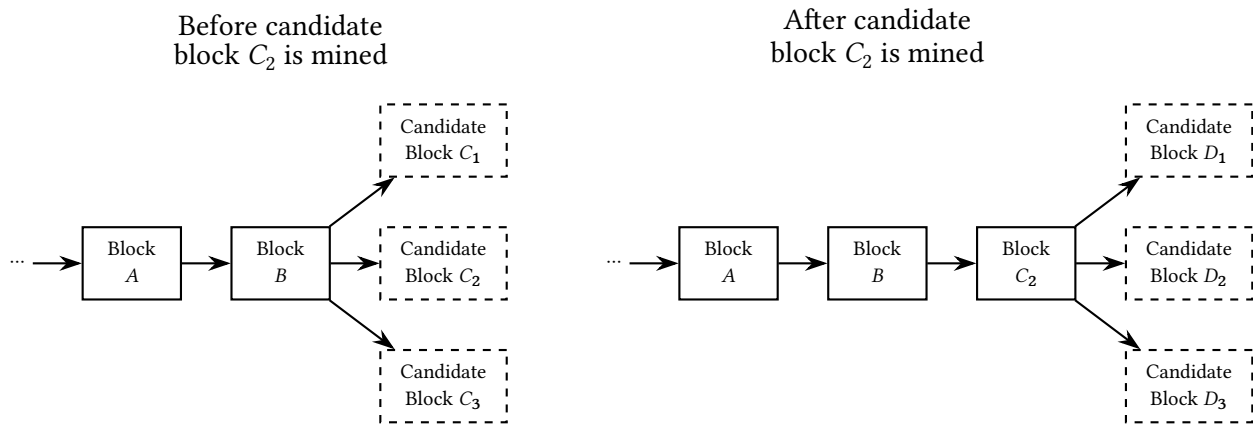 Before candidate
block C₂ is mined
Candidate
Block C₁
... 
Block
A
Block
B
Candidate
Block C₂
Candidate
Block C₃
After candidate
block C₂ is mined
Candidate
Block D₁
...
Block
A
Block
B
Block
C₂
Candidate
Block D₂
Candidate
Block D₃